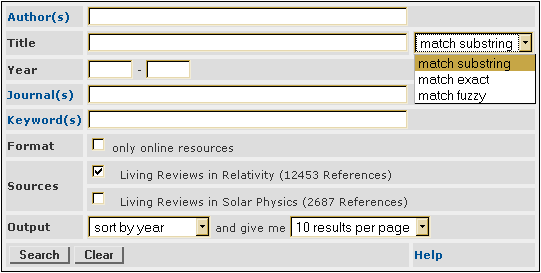 Author(s)
Title match substring
match substring
Year -
match exact
Journal(s) match fuzzy
Keyword(s)
Format only online resources
Sources
Living Reviews in Relativity (12453 References)
Living Reviews in Solar Physics (2687 References)
Output sort by year and give me 10 results per page
Search Clear Help